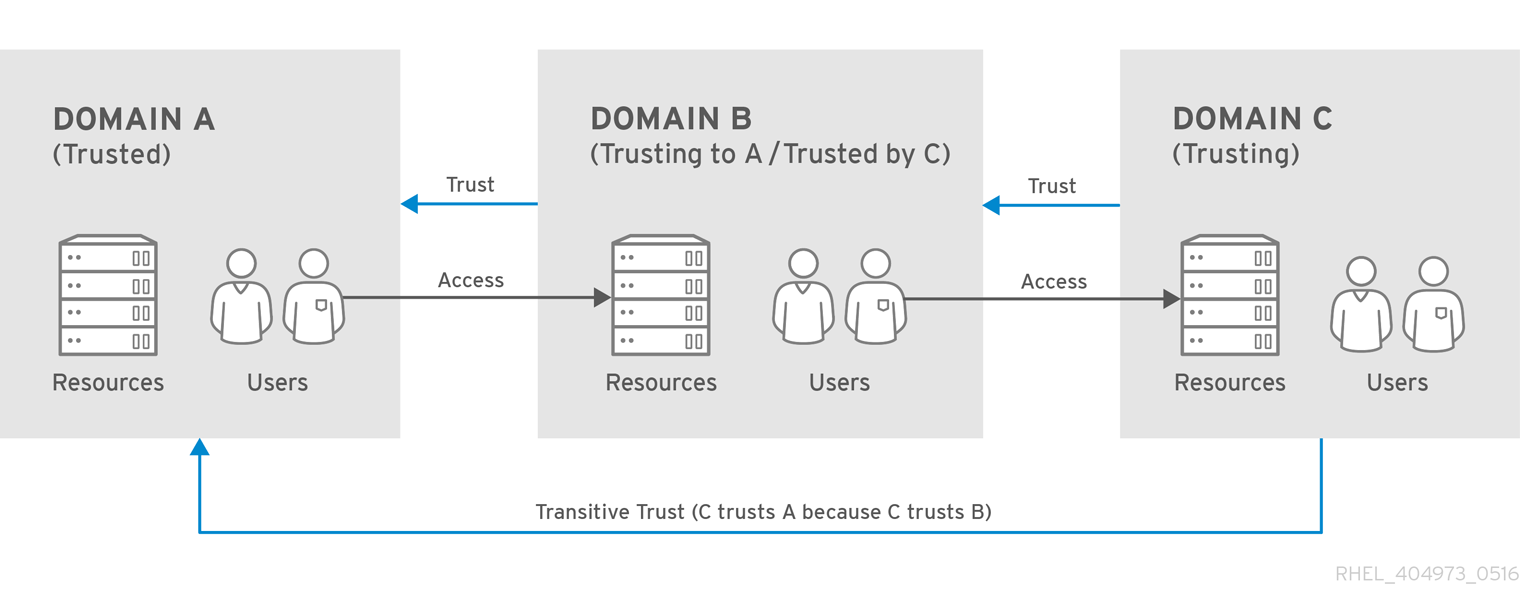 DOMAIN A
(Trusted)
DOMAIN B
(Trusting to A / Trusted by C)
DOMAIN C
(Trusting)
Trust
Trust
Access
Access
Resources
Users
Resources
Users
Resources
Users
Transitive Trust (C trusts A because C trusts B)
RHEL_404973_0516